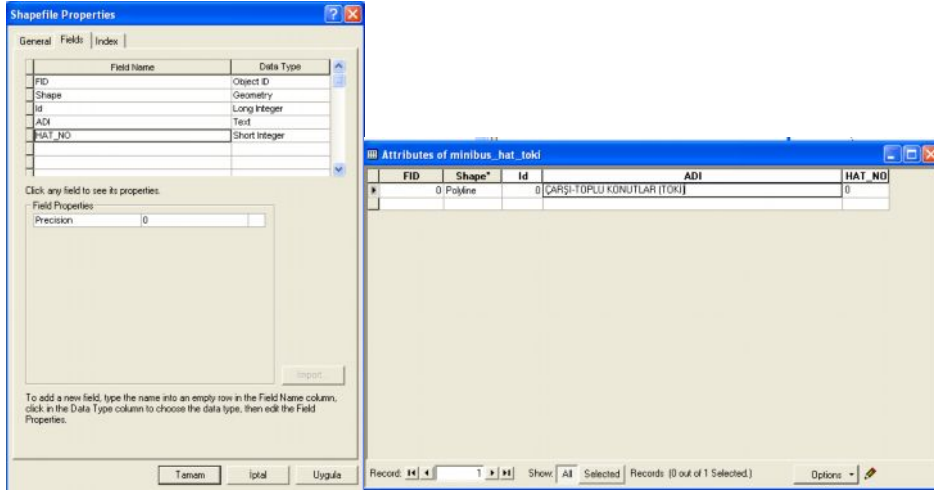 Shapefile Properties
General Fields Index
Field Name Data Type
FID Object ID
Shape Geometry
Id Long Integer
ADI Text
HAT_NO Short Integer
Click any field to see its properties.
Field Properties
Precision 0
Import...
To add a new field, type the name into an empty row in the Field Name column,
click in the Data Type column to choose the data type, then edit the Field
Properties.
Tamam İptal Uygula
Attributes of minibus_hat_toki
FID Shape* Id ADI HAT_NO
0 Polyline 0 ÇARŞI-TOPLU KONUTLAR (TOKİ) 0
Record: 1 Show: All Selected Records (0 out of 1 Selected.) Options